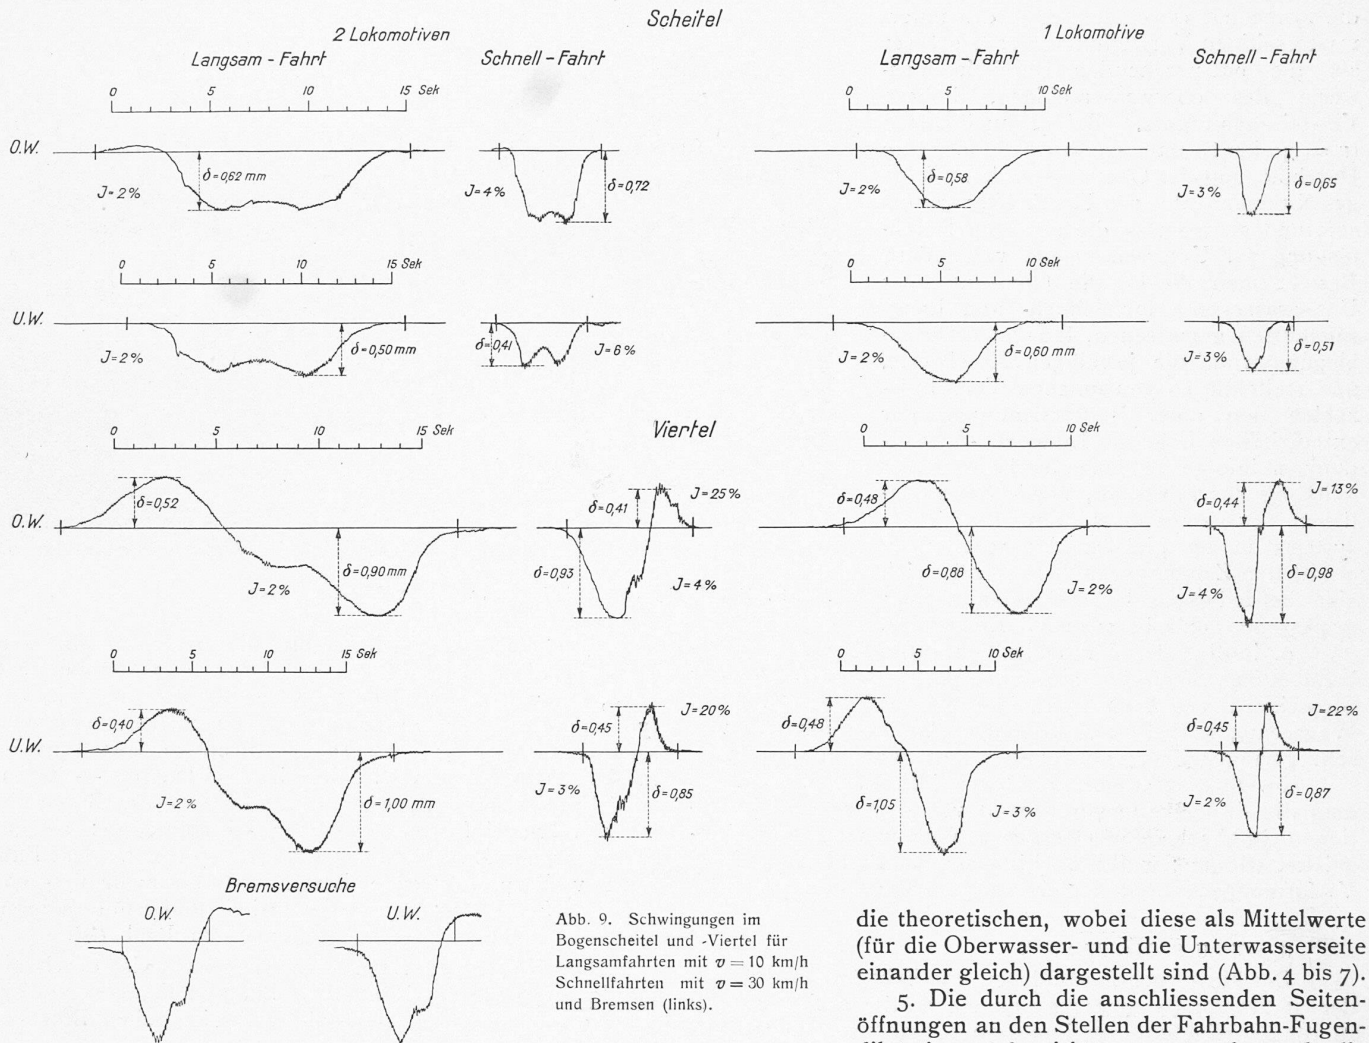 Scheitel
2 Lokomotiven
1 Lokomotive
Langsam - Fahrt
Schnell - Fahrt
Langsam - Fahrt
Schnell - Fahrt
0 5 10 15 Sek
0 5 10 Sek
O.W.
J=2%
δ=0,62 mm
J=4%
δ=0,72
J=2%
δ=0,58
J=3%
δ=0,65
0 5 10 15 Sek
0 5 10 Sek
U.W.
J=2%
δ=0,50 mm
δ=0,41
J=6%
J=2%
δ=0,60 mm
J=3%
δ=0,51
Viertel
0 5 10 15 Sek
0 5 10 Sek
O.W.
δ=0,52
J=2%
δ=0,90 mm
δ=0,93
δ=0,41
J=25%
J=4%
δ=0,48
δ=0,88
J=2%
δ=0,44
J=13%
J=4%
δ=0,98
0 5 10 15 Sek
0 5 10 Sek
U.W.
δ=0,40
J=2%
δ=1,00 mm
J=3%
δ=0,45
J=20%
δ=0,85
δ=0,48
δ=1,05
J=3%
δ=0,45
J=22%
J=2%
δ=0,87
Bremsversuche
O.W.
U.W.
Abb. 9. Schwingungen im
Bogenscheitel und -Viertel für
Langsamfahrten mit v = 10 km/h
Schnellfahrten mit v = 30 km/h
und Bremsen (links).
die theoretischen, wobei diese als Mittelwerte
(für die Oberwasser- und die Unterwasserseite
einander gleich) dargestellt sind (Abb. 4 bis 7).
5. Die durch die anschliessenden Seiten-
öffnungen an den Stellen der Fahrbahn-Fugen-